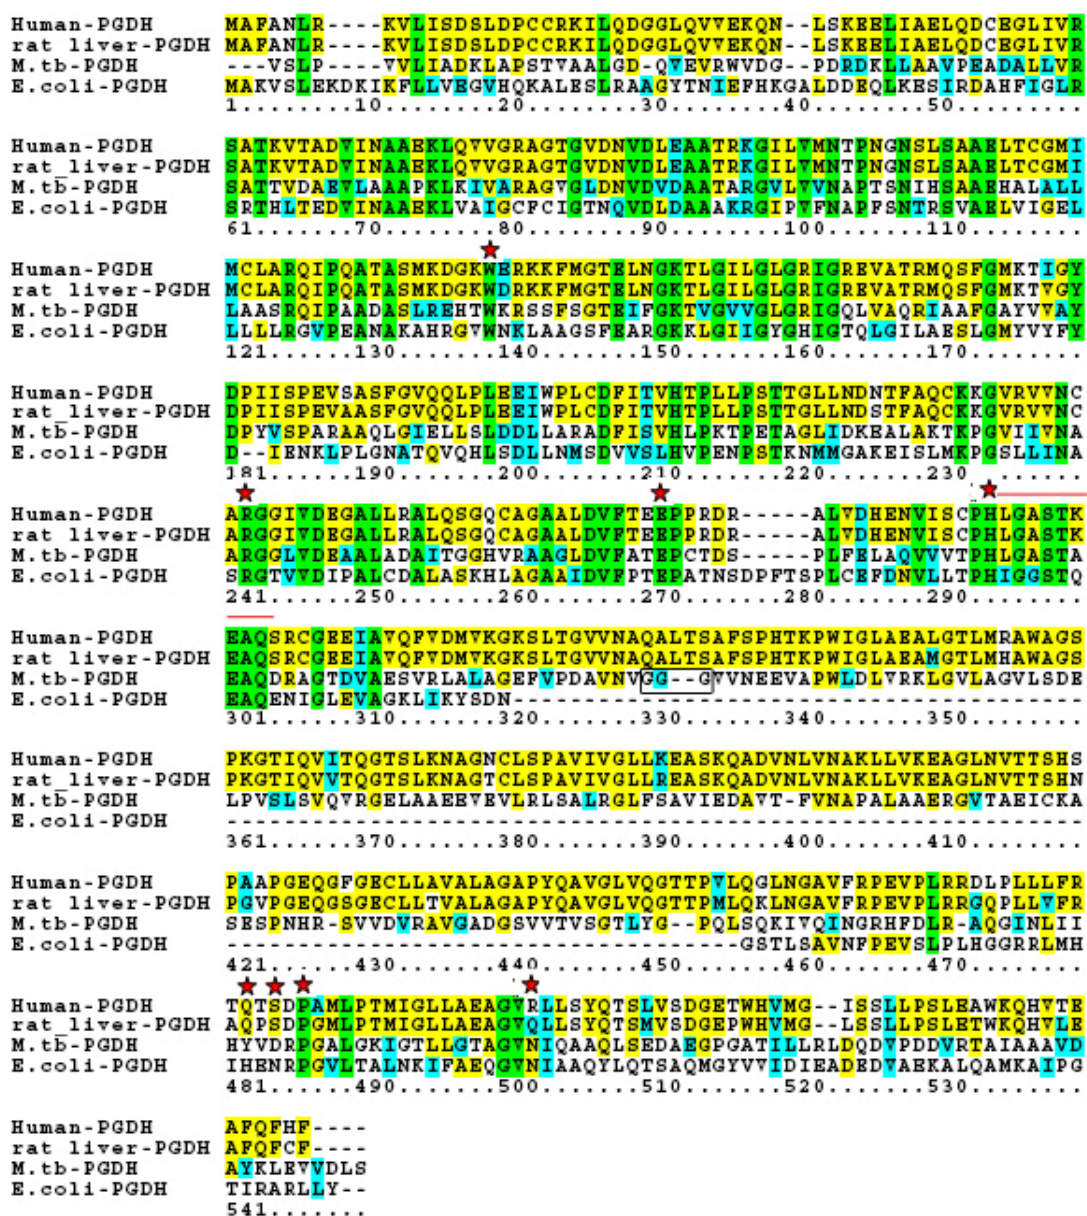 Human-PGDH MAFANLR----KVLISDSLDPCCRKILQDGGLQVVEKQN--LSKEELIAELQDCEGLIVR
rat liver-PGDH MAFANLR----KVLISDSLDPCCRKILQDGGLQVVEKQN--LSKEELIAELQDCEGLIVR
M.tb-PGDH ---VSLP----VVLIADKLAPSTVAALGD-QVEVRWVDG--PDRDKLLAAVPEADALLVR
E.coli-PGDH MAKVSLEKDKIKFLLVEGVHQKALESLRAAGYTNIEFHKGALDDEQLKESIRDAHFIGLR
1........10........20........30........40........50........
Human-PGDH SATKVTADVINAAEKLQVVGRAGTGVDNVDLEAATRKGILVMNTPNGNSLSAAELTCGMI
rat_liver-PGDH SATKVTADVINAAEKLQVVGRAGTGVDNVDLEAATRKGILVMNTPNGNSLSAAELTCGMI
M.tb-PGDH SATTVDAEVLAAAPKLKIVARAGVGLDNVDVDAATARGVLVVNAPTSNIHSAAEHALALL
E.coli-PGDH SRTHLTEDVINAAEKLVAIGCFCIGTNQVDLDAAAKRGIPVFNAPFSNTRSVAELVIGEL
61.......70........80........90........100.......110.......
Human-PGDH MCLARQIPQATASMKDGKWERKKFMGTELNGKTLGILGLGRIGREVATRMQSFGMKTIGY
rat liver-PGDH MCLARQIPQATASMKDGKWDRKKFMGTELNGKTLGILGLGRIGREVATRMQSFGMKTVGY
M.tb-PGDH LAASRQIPAADASLREHTWKRSSFSGTEIFGKTVGVVGLGRIGQLVAQRIAAFGAYVVAY
E.coli-PGDH LLLLRGVPEANAKAHRGVWNKLAAGSFEARGKKLGIIGYGHIGTQLGILAESLGMYVYFY
121......130.......140.......150.......160.......170.......
Human-PGDH DPIISPEVSASFGVQQLPLEEIWPLCDFITVHTPLLPSTTGLLNDNTFAQCKKGVRVVNC
rat_liver-PGDH DPIISPEVAASFGVQQLPLEEIWPLCDFITVHTPLLPSTTGLLNDSTFAQCKKGVRVVNC
M.tb-PGDH DPYVSPARAAQLGIELLSLDDLLARADFISVHLPKTPETAGLIDKEALAKTKPGVIIVNA
E.coli-PGDH D--IENKLPLGNATQVQHLSDLLNMSDVVSLHVPENPSTKNMMGAKEISLMKPGSLLINA
181......190.......200.......210.......220.......230.......
Human-PGDH ARGGIVDEGALLRALQSGQCAGAALDVFTEEPPRDR-----ALVDHENVISCPHLGASTK
rat liver-PGDH ARGGIVDEGALLRALQSGQCAGAALDVFTEEPPRDR-----ALVDHENVISCPHLGASTK
M.tb-PGDH ARGGLVDEAALADAITGGHVRAAGLDVFATEPCTDS-----PLFELAQVVVTPHLGASTA
E.coli-PGDH SRGTVVDIPALCDALASKHLAGAAIDVFPTEPATNSDPFTSPLCEFDNVLLTPHIGGSTQ
241......250.......260.......270.......280.......290.......
Human-PGDH EAQSRCGEEIAVQFVDMVKGKSLTGVVNAQALTSAFSPHTKPWIGLAEALGTLMRAWAGS
rat liver-PGDH EAQSRCGEEIAVQFVDMVKGKSLTGVVNAQALTSAFSPHTKPWIGLAEAMGTLMHAWAGS
M.tb-PGDH EAQDRAGTDVAESVRLALAGEFVPDAVNVGG--GVVNEEVAPWLDLVRKLGVLAGVLSDE
E.coli-PGDH EAQENIGLEVAGKLIKYSDN----------------------------------------
301......310.......320.......330.......340.......350.......
Human-PGDH PKGTIQVITQGTSLKNAGNCLSPAVIVGLLKEASKQADVNLVNAKLLVKEAGLNVTTSHS
rat_liver-PGDH PKGTIQVVTQGTSLKNAGTCLSPAVIVGLLREASKQADVNLVNAKLLVKEAGLNVTTSHN
M.tb-PGDH LPVSLSVQVRGELAAEEVEVLRLSALRGLFSAVIEDAVT-FVNAPALAAERGVTAEICKA
E.coli-PGDH ------------------------------------------------------------
361......370.......380.......390.......400.......410.......
Human-PGDH PAAPGEQGFGECLLAVALAGAPYQAVGLVQGTTPVLQGLNGAVFRPEVPLRRDLPLLLFR
rat liver-PGDH PGVPGEQGSGECLLTVALAGAPYQAVGLVQGTTPMLQKLNGAVFRPEVPLRRGQPLLVFR
M.tb-PGDH SESPNHR-SVVDVRAVGADGSVVTVSGTLYG--PQLSQKIVQINGRHFDLR-AQGINLII
E.coli-PGDH ------------------------------------GSTLSAVNFPEVSLPLHGGRRLMH
421......430.......440.......450.......460.......470.......
Human-PGDH TQTSDPAMLPTMIGLLAEAGVRLLSYQTSLVSDGETWHVMG--ISSLLPSLEAWKQHVTE
rat_liver-PGDH AQPSDPGMLPTMIGLLAEAGVQLLSYQTSMVSDGEPWHVMG--LSSLLPSLETWKQHVLE
M.tb-PGDH HYVDRPGALGKIGTLLGTAGVNIQAAQLSEDAEGPGATILLRLDQDVPDDVRTAIAAAVD
E.coli-PGDH IHENRPGVLTALNKIFAEQGVNIAAQYLQTSAQMGYVVIDIEADEDVAEKALQAMKAIPG
481......490.......500.......510.......520.......530.......
Human-PGDH AFQFHF----
rat liver-PGDH AFQFCF----
M.tb-PGDH AYKLEVVDLS
E.coli-PGDH TIRARLLY--
541.......